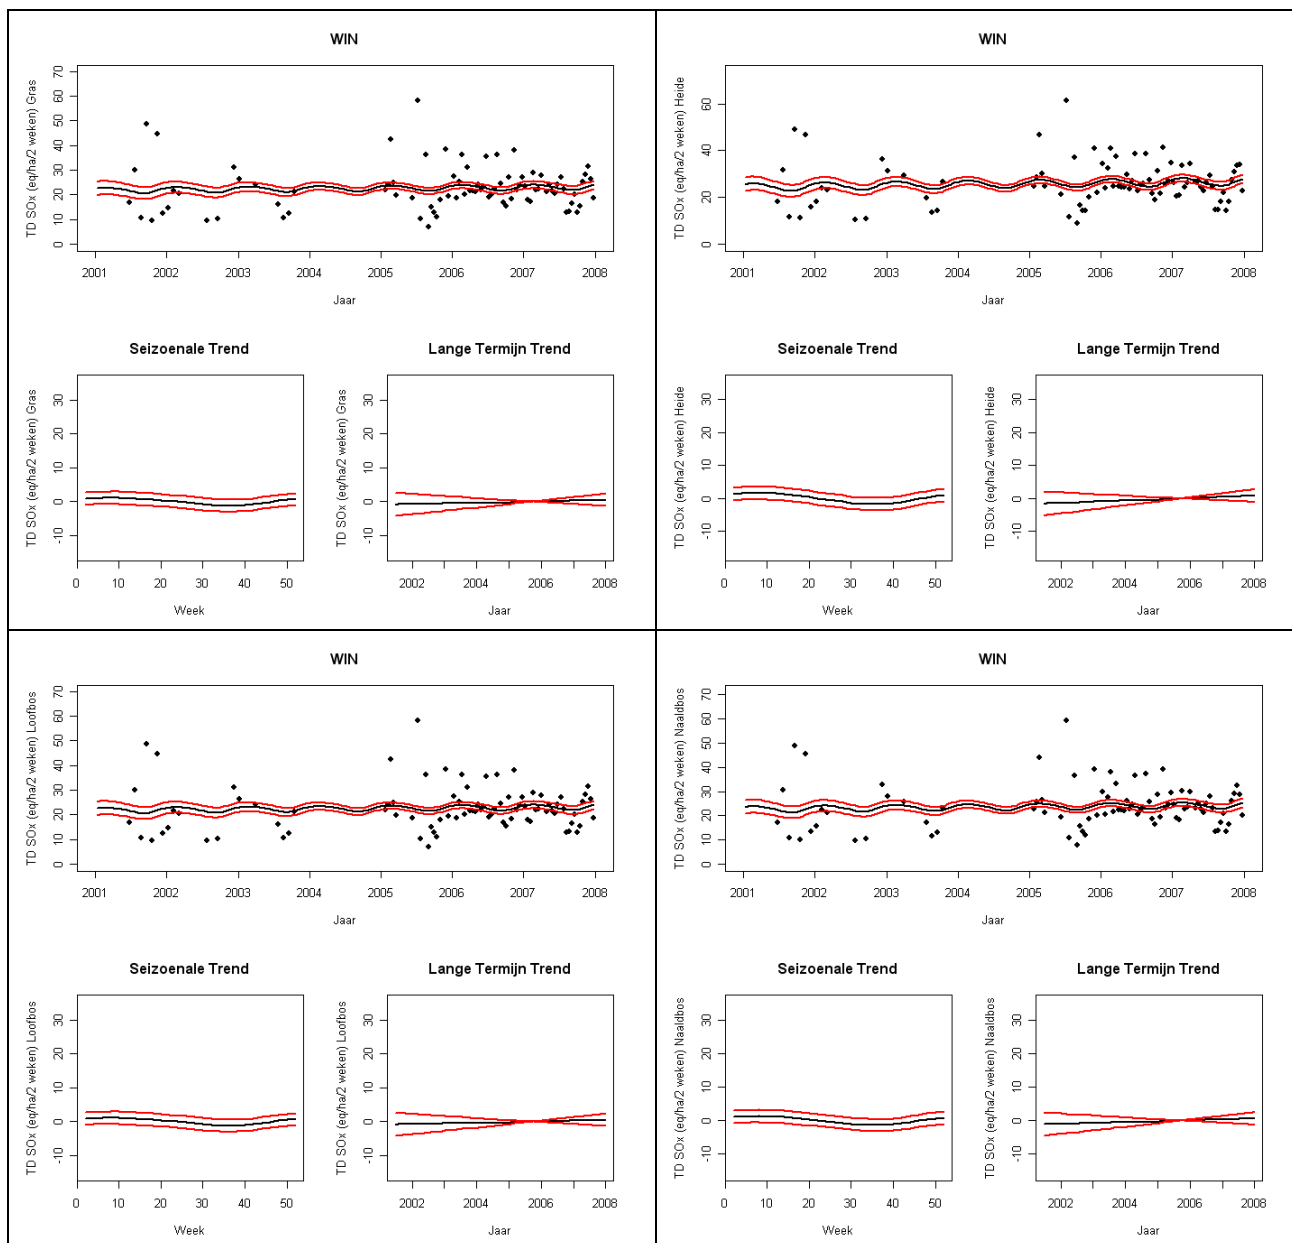 WIN
TD SOx (eq/ha/2 weken) Gras
70
60
50
40
30
20
10
0
2001 2002 2003 2004 2005 2006 2007 2008
Jaar
Seizoenale Trend
TD SOx (eq/ha/2 weken) Gras
30
20
10
0
-10
0 10 20 30 40 50
Week
Lange Termijn Trend
TD SOx (eq/ha/2 weken) Gras
30
20
10
0
-10
2002 2004 2006 2008
Jaar
WIN
TD SOx (eq/ha/2 weken) Heide
60
40
20
0
2001 2002 2003 2004 2005 2006 2007 2008
Jaar
Seizoenale Trend
TD SOx (eq/ha/2 weken) Heide
30
20
10
0
-10
0 10 20 30 40 50
Week
Lange Termijn Trend
TD SOx (eq/ha/2 weken) Heide
30
20
10
0
-10
2002 2004 2006 2008
Jaar
WIN
TD SOx (eq/ha/2 weken) Loofbos
70
60
50
40
30
20
10
0
2001 2002 2003 2004 2005 2006 2007 2008
Jaar
Seizoenale Trend
TD SOx (eq/ha/2 weken) Loofbos
30
20
10
0
-10
0 10 20 30 40 50
Week
Lange Termijn Trend
TD SOx (eq/ha/2 weken) Loofbos
30
20
10
0
-10
2002 2004 2006 2008
Jaar
WIN
TD SOx (eq/ha/2 weken) Naaldbos
70
60
50
40
30
20
10
0
2001 2002 2003 2004 2005 2006 2007 2008
Jaar
Seizoenale Trend
TD SOx (eq/ha/2 weken) Naaldbos
30
20
10
0
-10
0 10 20 30 40 50
Week
Lange Termijn Trend
TD SOx (eq/ha/2 weken) Naaldbos
30
20
10
0
-10
2002 2004 2006 2008
Jaar